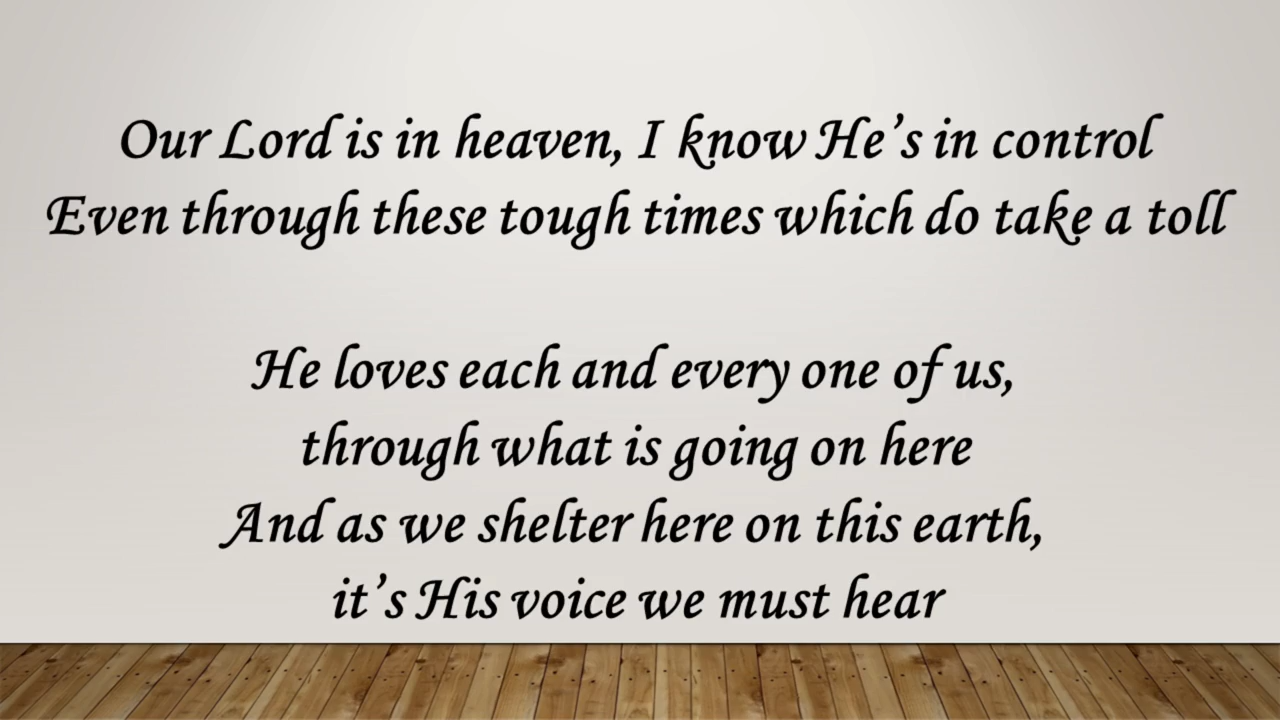 Our Lord is in heaven, I know He’s in control
Even through these tough times which do take a toll
He loves each and every one of us,
through what is going on here
And as we shelter here on this earth,
it’s His voice we must hear